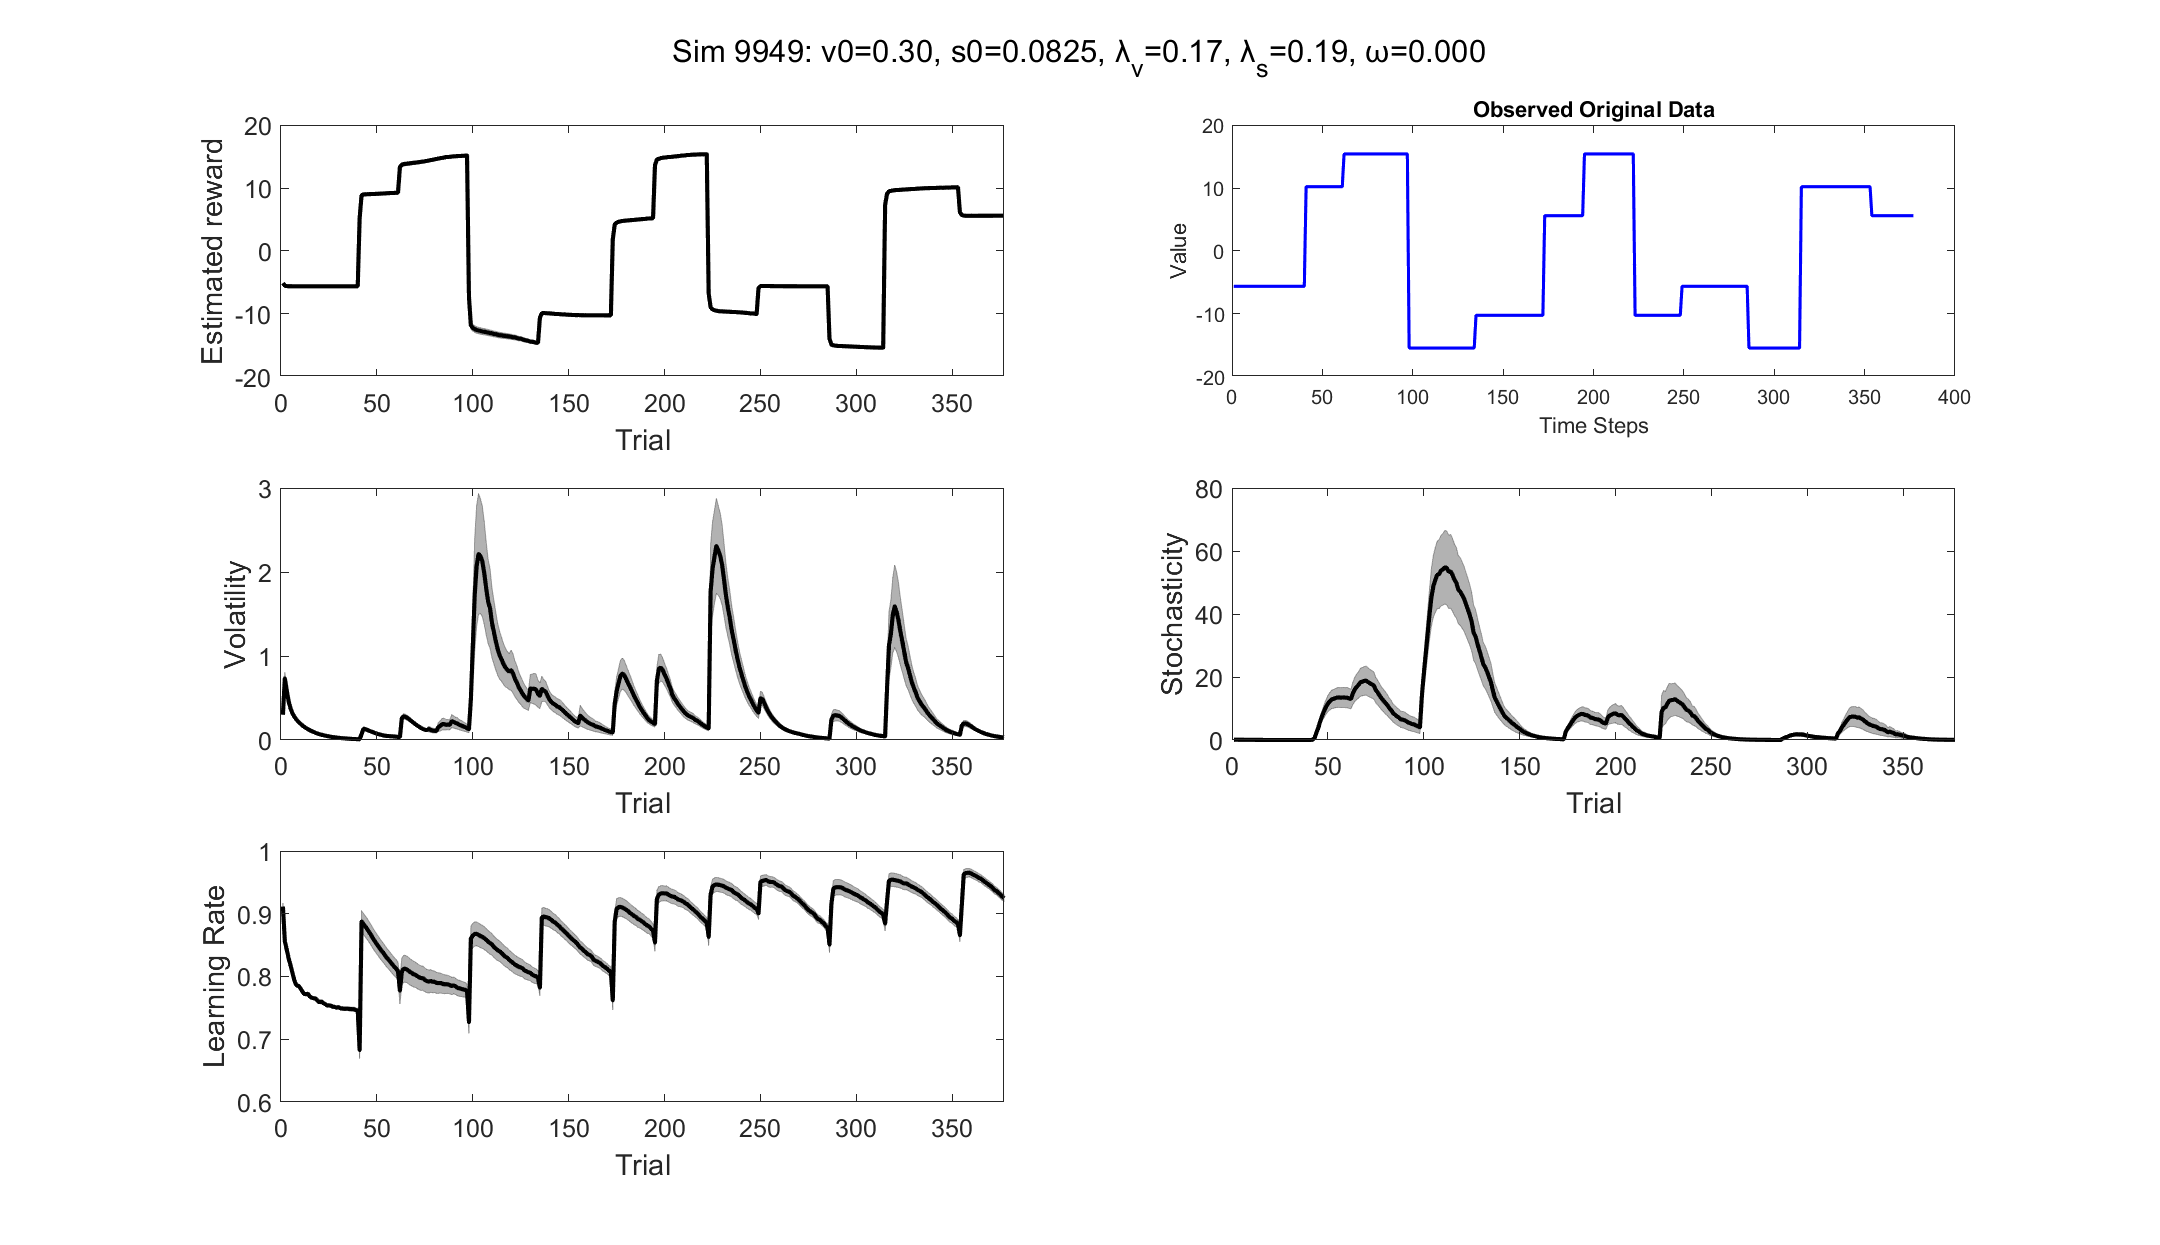 Sim 9949: v0=0.30, s0=0.0825, λv=0.17, λs=0.19, ω=0.000
Estimated reward
20
10
0
-10
-20
0 50 100 150 200 250 300 350
Trial
Observed Original Data
Value
20
10
0
-10
-20
0 50 100 150 200 250 300 350 400
Time Steps
Volatility
3
2
1
0
0 50 100 150 200 250 300 350
Trial
Stochasticity
80
60
40
20
0
0 50 100 150 200 250 300 350
Trial
Learning Rate
1
0.9
0.8
0.7
0.6
0 50 100 150 200 250 300 350
Trial